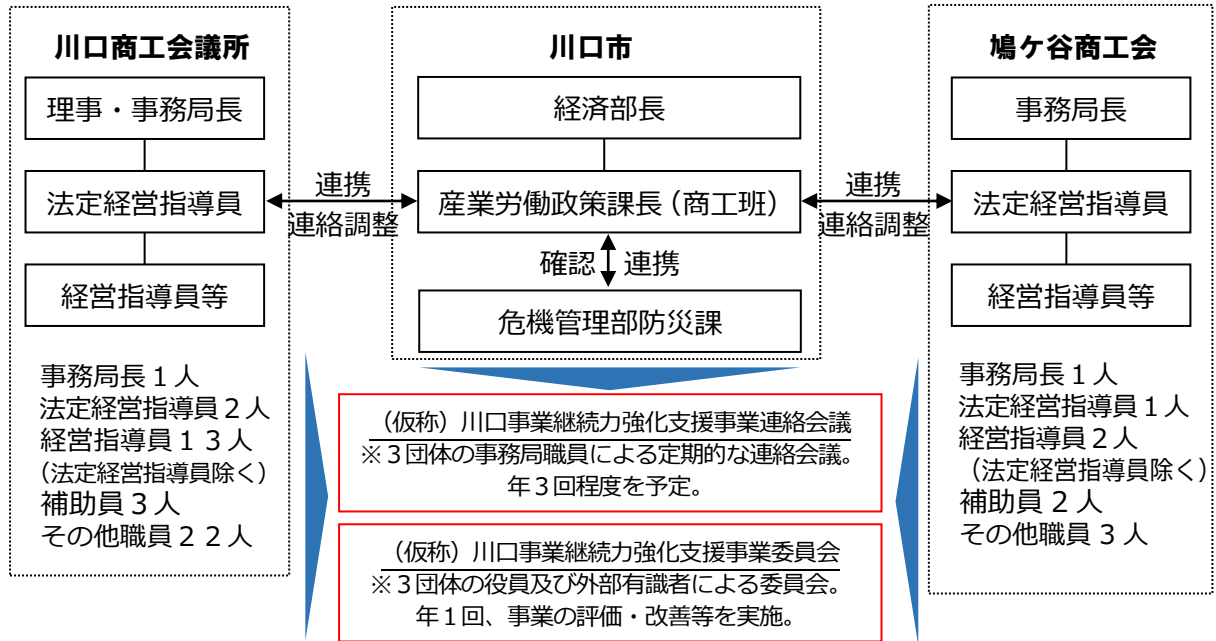 川口商工会議所
理事・事務局長
法定経営指導員
経営指導員等
事務局長１人
法定経営指導員２人
経営指導員１３人
（法定経営指導員除く）
補助員３人
その他職員２２人
連携
連絡調整
川口市
経済部長
産業労働政策課長（商工班）
確認 連携
危機管理部防災課
連携
連絡調整
鳩ケ谷商工会
事務局長
法定経営指導員
経営指導員等
事務局長１人
法定経営指導員１人
経営指導員２人
（法定経営指導員除く）
補助員２人
その他職員３人
（仮称）川口事業継続力強化支援事業連絡会議
※３団体の事務局職員による定期的な連絡会議。
年３回程度を予定。
（仮称）川口事業継続力強化支援事業委員会
※３団体の役員及び外部有識者による委員会。
年１回、事業の評価・改善等を実施。